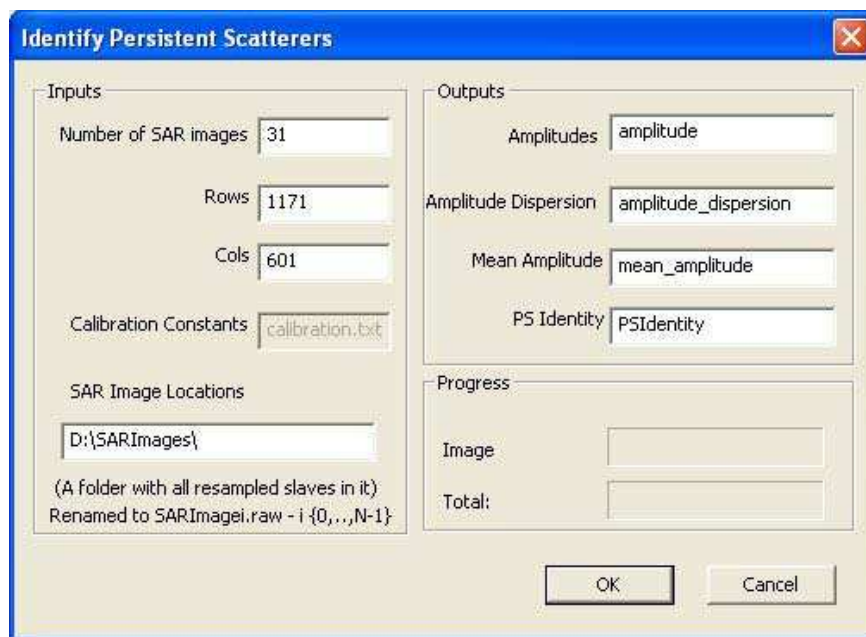 Identify Persistent Scatterers
Inputs
Number of SAR images 31
Rows 1171
Cols 601
Calibration Constants calibration.txt
SAR Image Locations
D:\SARImages\
(A folder with all resampled slaves in it)
Renamed to SARImagei.raw - i {0,..,N-1}
Outputs
Amplitudes amplitude
Amplitude Dispersion amplitude_dispersion
Mean Amplitude mean_amplitude
PS Identity PSIdentity
Progress
Image
Total:
OK Cancel